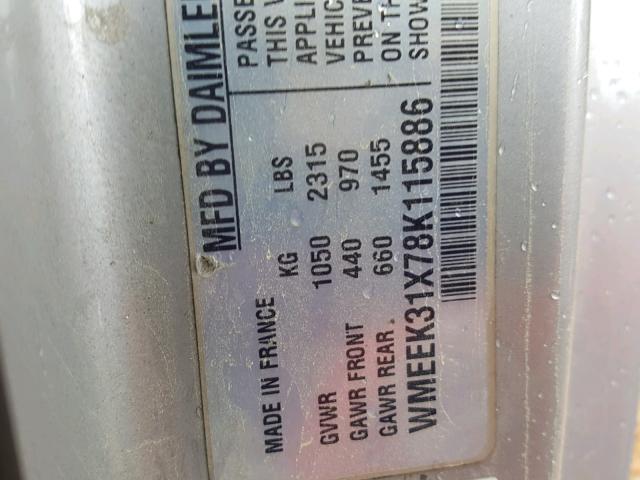 MFD BY DAIMLE
PASSE
THIS V
APPLI
VEHIC
PREVE
ON TH
SHOW
MADE IN FRANCE KG LBS
GVWR 1050 2315
GAWR FRONT 440 970
GAWR REAR 660 1455
WMEEK31X78K115886